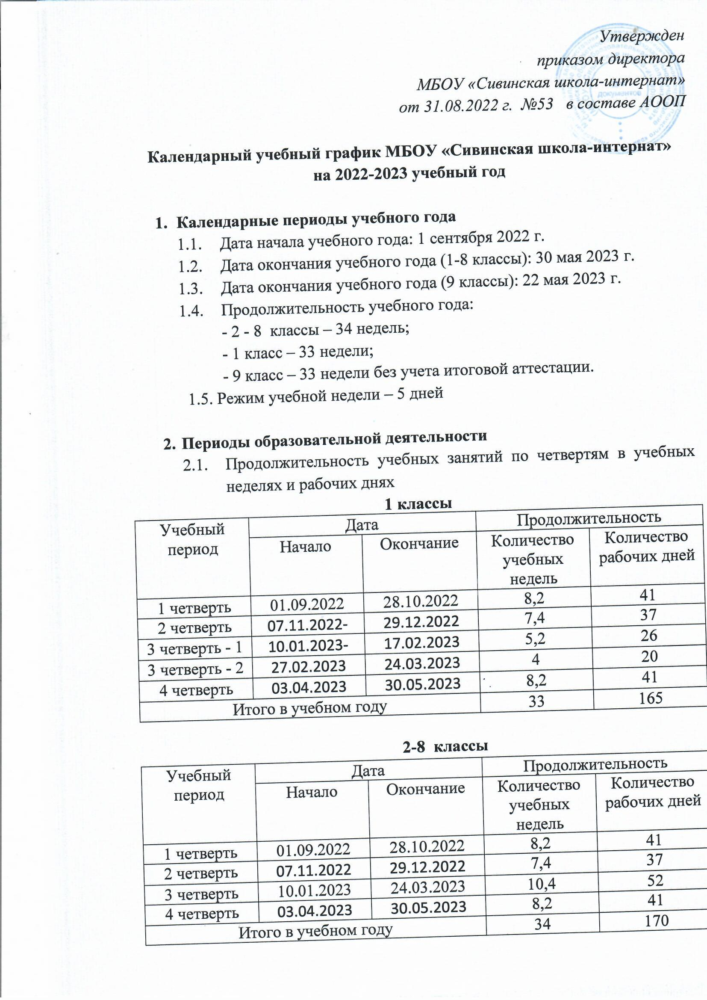 Утвержден
приказом директора
МБОУ «Сивинская школа-интернат»
от 31.08.2022 г. №53 в составе АООП
документов
Календарный учебный график МБОУ «Сивинская школа-интернат»
на 2022-2023 учебный год
1. Календарные периоды учебного года
1.1. Дата начала учебного года: 1 сентября 2022 г.
1.2. Дата окончания учебного года (1-8 классы): 30 мая 2023 г.
1.3. Дата окончания учебного года (9 классы): 22 мая 2023 г.
1.4. Продолжительность учебного года:
- 2 - 8 классы – 34 недель;
- 1 класс – 33 недели;
- 9 класс – 33 недели без учета итоговой аттестации.
1.5. Режим учебной недели – 5 дней
2. Периоды образовательной деятельности
2.1. Продолжительность учебных занятий по четвертям в учебных
неделях и рабочих днях
1 классы
Учебный период Дата Продолжительность
Начало Окончание Количество учебных недель Количество рабочих дней
1 четверть 01.09.2022 28.10.2022 8,2 41
2 четверть 07.11.2022- 29.12.2022 7,4 37
3 четверть - 1 10.01.2023- 17.02.2023 5,2 26
3 четверть - 2 27.02.2023 24.03.2023 4 20
4 четверть 03.04.2023 30.05.2023 8,2 41
Итого в учебном году 33 165
2-8 классы
Учебный период Дата Продолжительность
Начало Окончание Количество учебных недель Количество рабочих дней
1 четверть 01.09.2022 28.10.2022 8,2 41
2 четверть 07.11.2022 29.12.2022 7,4 37
3 четверть 10.01.2023 24.03.2023 10,4 52
4 четверть 03.04.2023 30.05.2023 8,2 41
Итого в учебном году 34 170